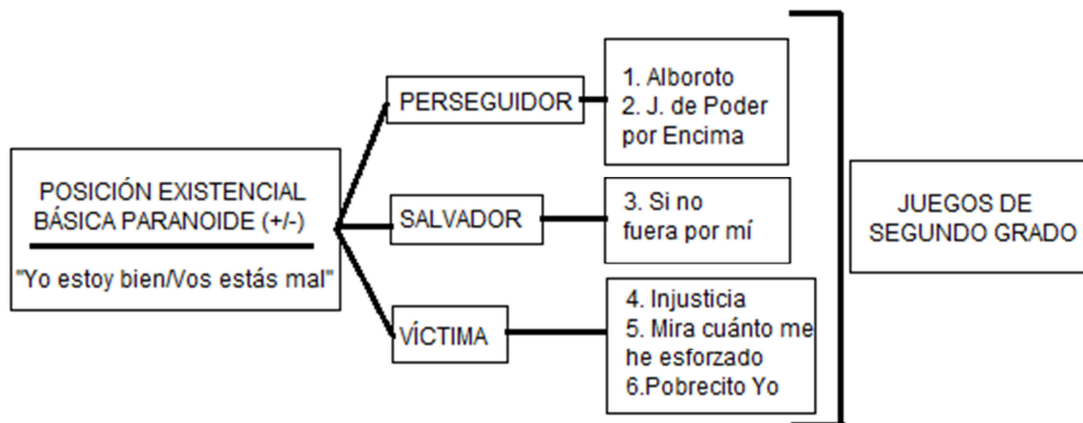 POSICIÓN EXISTENCIAL
BÁSICA PARANOIDE (+/-)
"Yo estoy bien/Vos estás mal"
PERSEGUIDOR
1. Alboroto
2. J. de Poder
por Encima
SALVADOR
3. Si no
fuera por mí
VÍCTIMA
4. Injusticia
5. Mira cuánto me
he esforzado
6.Pobrecito Yo
JUEGOS DE
SEGUNDO GRADO